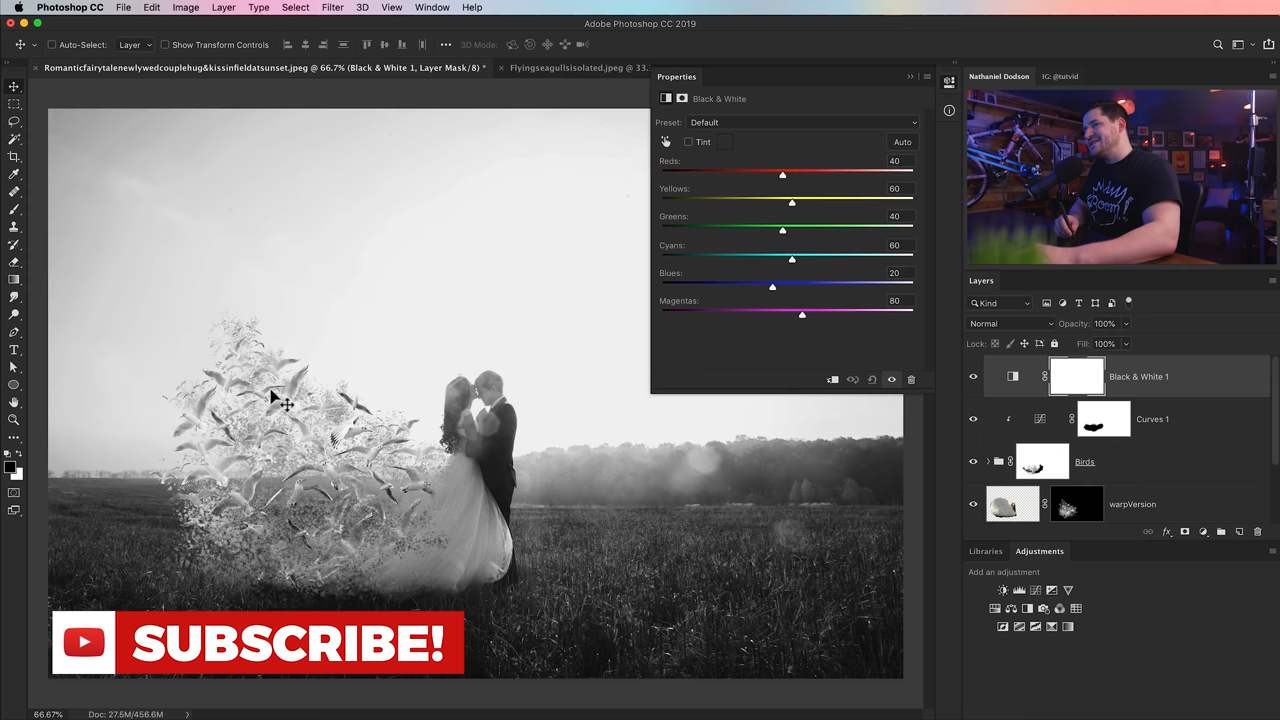 Photoshop CC File Edit Image Layer Type Select Filter 3D View Window Help
Adobe Photoshop CC 2019
Auto-Select: Layer Show Transform Controls 3D Mode:
Romanticfairytalenewlywedcouplehug&kissinfieldatsunset.jpeg @ 66.7% (Black & White 1, Layer Mask/8) *
Flyingseagullsisolated.jpeg @ 33.
Properties
Black & White
Preset: Default
Tint Auto
Reds: 40
Yellows: 60
Greens: 40
Cyans: 60
Blues: 20
Magentas: 80
Nathaniel Dodson IG: @tutvid
Layers
Kind
Normal Opacity: 100%
Lock: Fill: 100%
Black & White 1
Curves 1
Birds
warpVersion
Libraries Adjustments
Add an adjustment
SUBSCRIBE!
66.67% Doc: 27.5M/456.6M